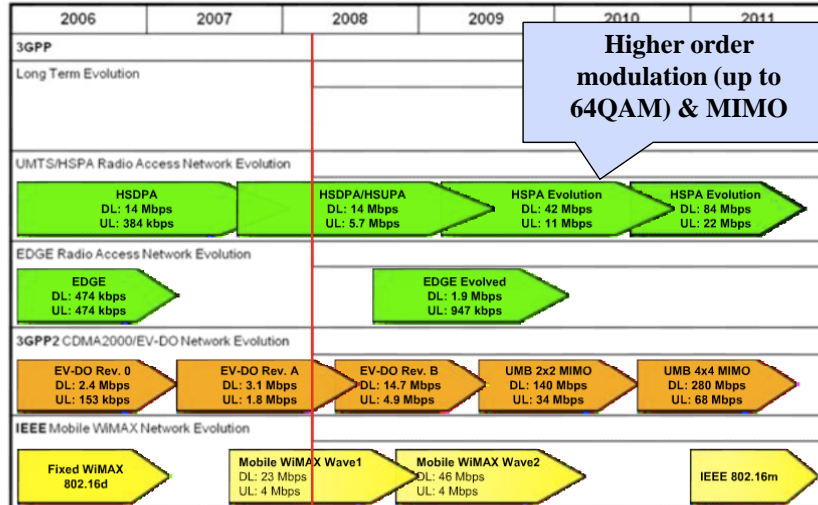 2006 2007 2008 2009 2010 2011
3GPP
Long Term Evolution
Higher order
modulation (up to
64QAM) & MIMO
UMTS/HSPA Radio Access Network Evolution
HSDPA
DL: 14 Mbps
UL: 384 kbps
HSDPA/HSUPA
DL: 14 Mbps
UL: 5.7 Mbps
HSPA Evolution
DL: 42 Mbps
UL: 11 Mbps
HSPA Evolution
DL: 84 Mbps
UL: 22 Mbps
EDGE Radio Access Network Evolution
EDGE
DL: 474 kbps
UL: 474 kbps
EDGE Evolved
DL: 1.9 Mbps
UL: 947 kbps
3GPP2 CDMA2000/EV-DO Network Evolution
EV-DO Rev. 0
DL: 2.4 Mbps
UL: 153 kbps
EV-DO Rev. A
DL: 3.1 Mbps
UL: 1.8 Mbps
EV-DO Rev. B
DL: 14.7 Mbps
UL: 4.9 Mbps
UMB 2x2 MIMO
DL: 140 Mbps
UL: 34 Mbps
UMB 4x4 MIMO
DL: 280 Mbps
UL: 68 Mbps
IEEE Mobile WiMAX Network Evolution
Fixed WiMAX
802.16d
Mobile WiMAX Wave1
DL: 23 Mbps
UL: 4 Mbps
Mobile WiMAX Wave2
DL: 46 Mbps
UL: 4 Mbps
IEEE 802.16m